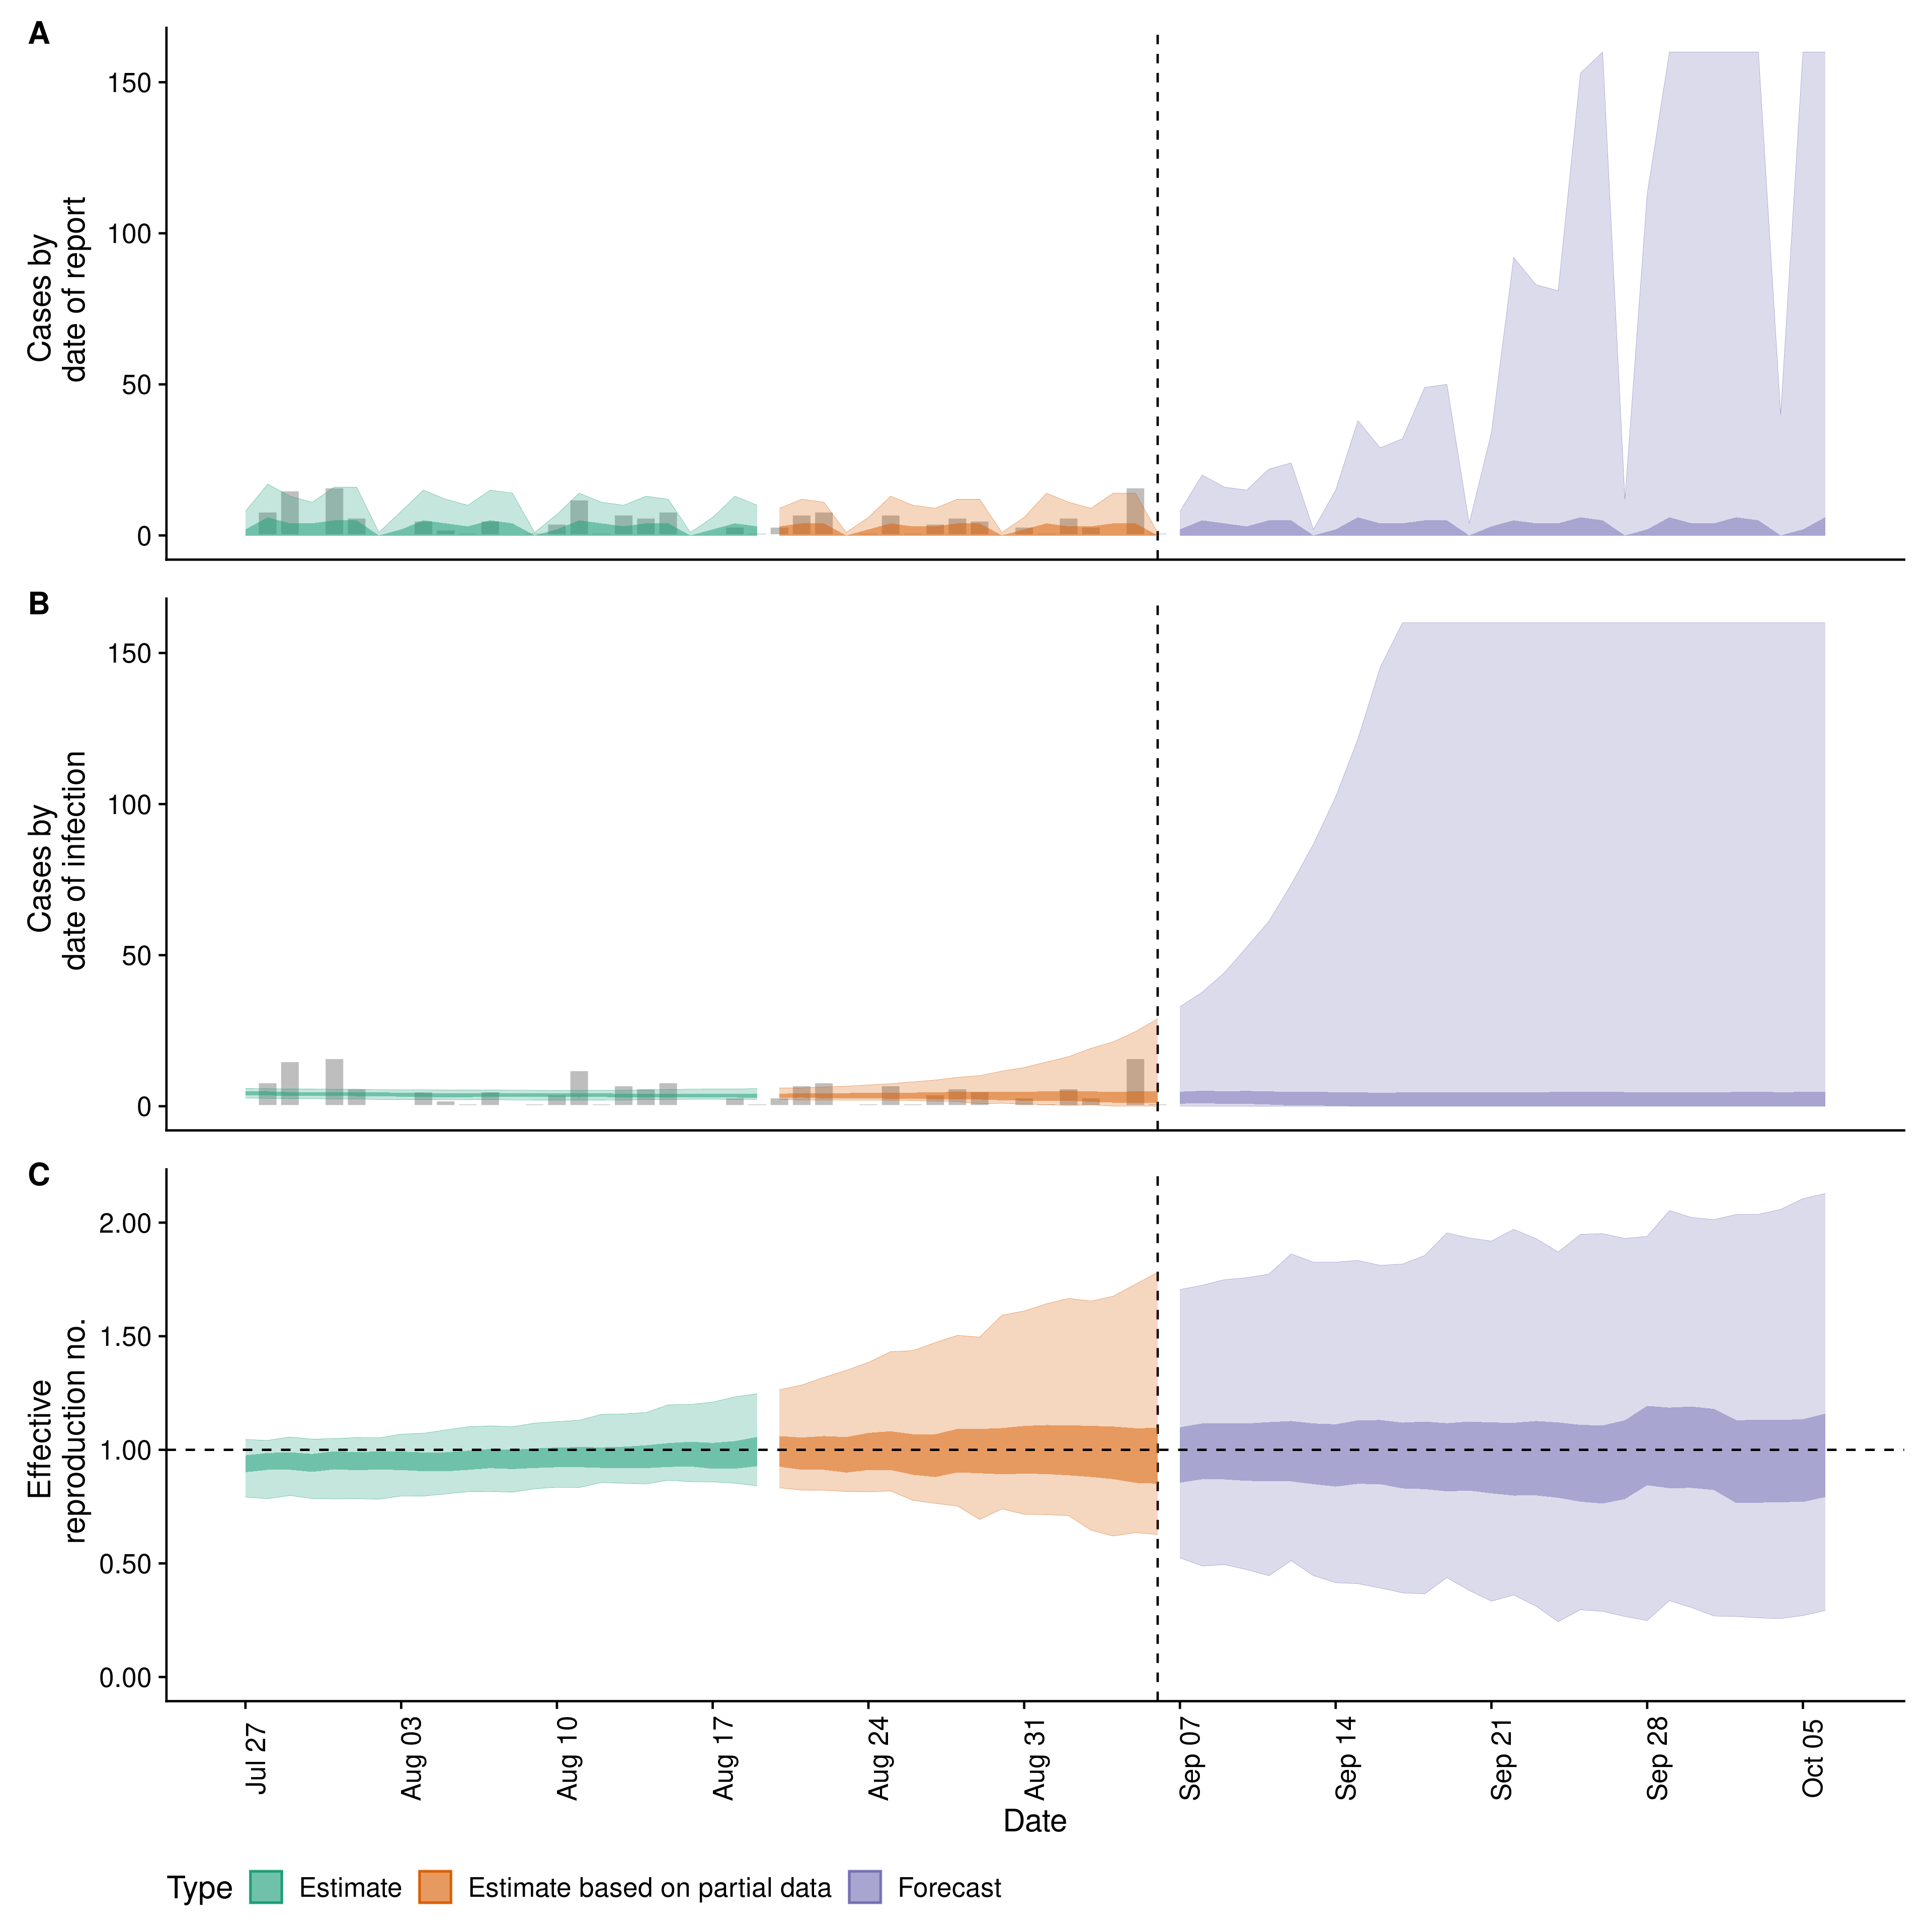 A
Cases by
date of report
150
100
50
0
B
Cases by
date of infection
150
100
50
0
C
Effective
reproduction no.
2.00
1.50
1.00
0.50
0.00
Jul 27
Aug 03
Aug 10
Aug 17
Aug 24
Aug 31
Sep 07
Sep 14
Sep 21
Sep 28
Oct 05
Date
Type Estimate Estimate based on partial data Forecast